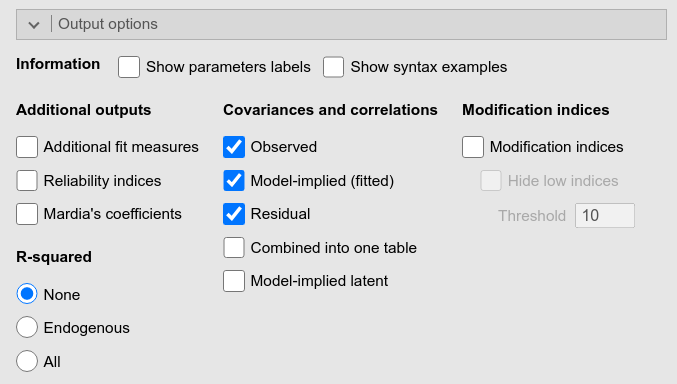 Output options
Information Show parameters labels Show syntax examples
Additional outputs
Additional fit measures
Reliability indices
Mardia's coefficients
R-squared
None
Endogenous
All
Covariances and correlations
Observed
Model-implied (fitted)
Residual
Combined into one table
Model-implied latent
Modification indices
Modification indices
Hide low indices
Threshold 10